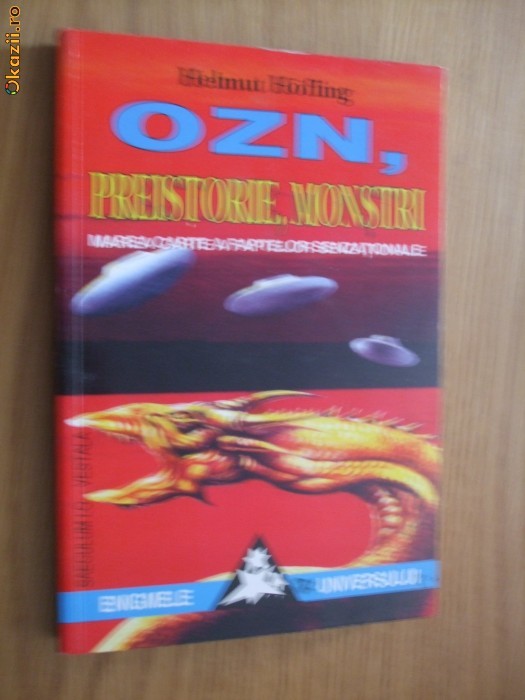 Okazii.ro
Helmut Höfling
OZN,
PREISTORIE, MONSTRI
MAREA CARTE A FAPTELOR SENZAȚIONALE
ENIGMELE UNIVERSULUI